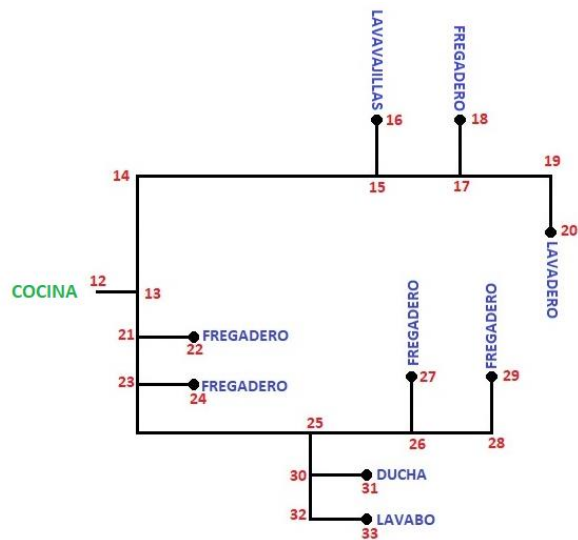 LAVAVAJILLAS
FREGADERO
16
18
14
15
17
19
20
LAVADERO
COCINA
12
13
21
22
FREGADERO
23
24
FREGADERO
FREGADERO
27
FREGADERO
29
25
26
28
30
31
DUCHA
32
33
LAVABO